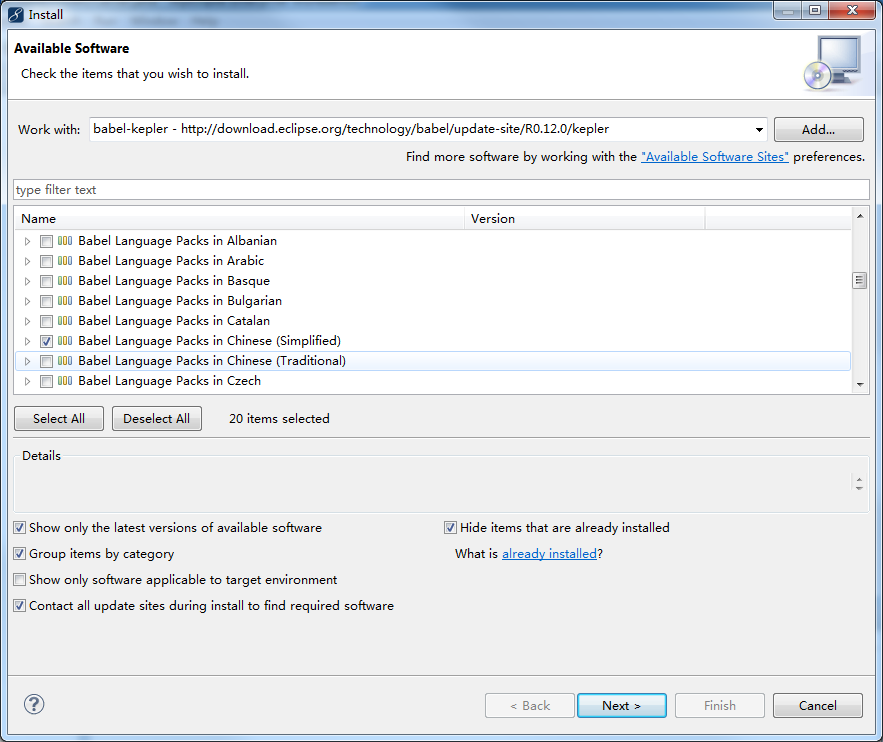 Install
Available Software
Check the items that you wish to install.
Work with: babel-kepler - http://download.eclipse.org/technology/babel/update-site/R0.12.0/kepler Add...
Find more software by working with the "Available Software Sites" preferences.
type filter text
Name Version
Babel Language Packs in Albanian
Babel Language Packs in Arabic
Babel Language Packs in Basque
Babel Language Packs in Bulgarian
Babel Language Packs in Catalan
Babel Language Packs in Chinese (Simplified)
Babel Language Packs in Chinese (Traditional)
Babel Language Packs in Czech
Select All Deselect All 20 items selected
Details
Show only the latest versions of available software Hide items that are already installed
Group items by category What is already installed?
Show only software applicable to target environment
Contact all update sites during install to find required software
? < Back Next > Finish Cancel